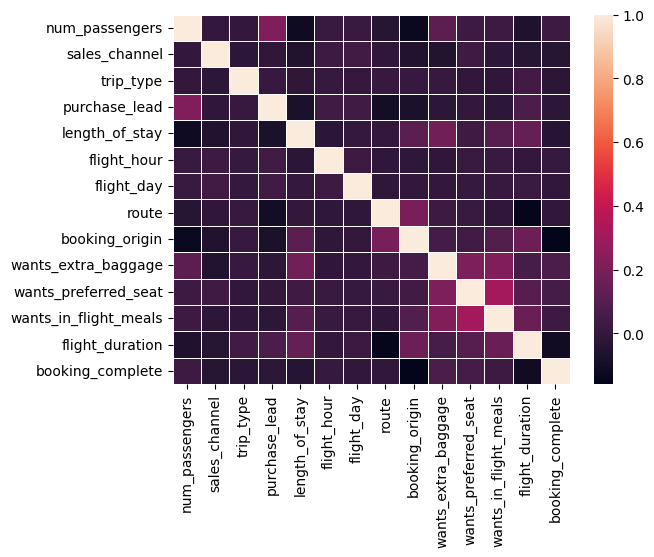 num_passengers
sales_channel
trip_type
purchase_lead
length_of_stay
flight_hour
flight_day
route
booking_origin
wants_extra_baggage
wants_preferred_seat
wants_in_flight_meals
flight_duration
booking_complete
num_passengers
sales_channel
trip_type
purchase_lead
length_of_stay
flight_hour
flight_day
route
booking_origin
wants_extra_baggage
wants_preferred_seat
wants_in_flight_meals
flight_duration
booking_complete
1.0
0.8
0.6
0.4
0.2
0.0